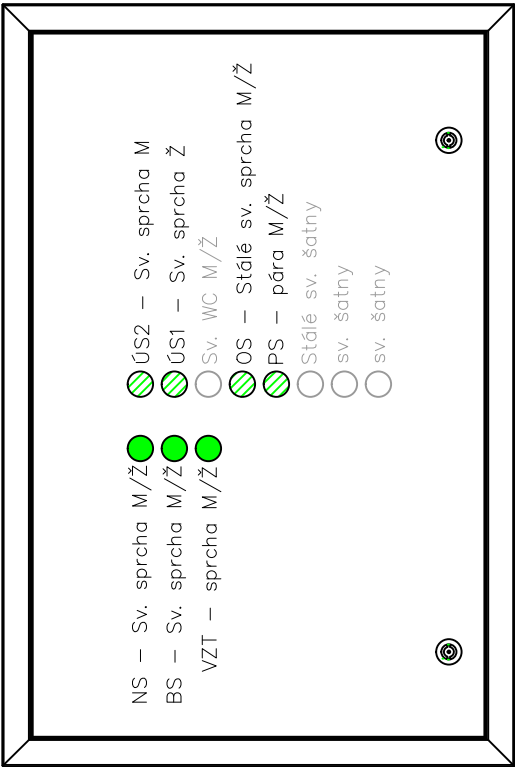 NS – Sv. sprcha M/Ž
BS – Sv. sprcha M/Ž
VZT – sprcha M/Ž
ÚS2 – Sv. sprcha M
ÚS1 – Sv. sprcha Ž
Sv. WC M/Ž
OS – Stálé sv. sprcha M/Ž
PS – pára M/Ž
Stálé sv. šatny
sv. šatny
sv. šatny